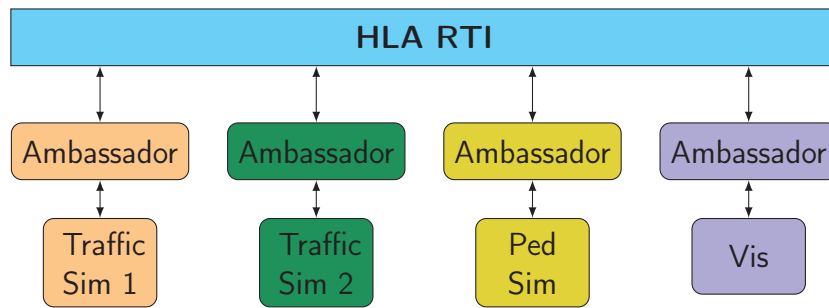 HLA RTI
Ambassador
Ambassador
Ambassador
Ambassador
Traffic
Sim 1
Traffic
Sim 2
Ped
Sim
Vis